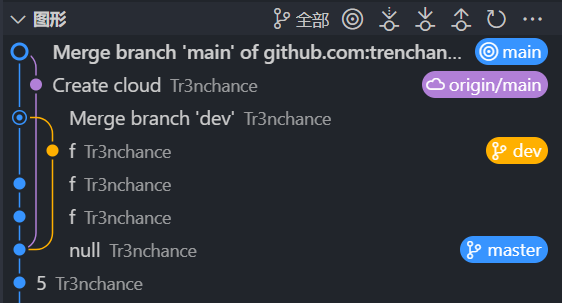 图形 全部
Merge branch 'main' of github.com:trenchan... main
Create cloud Tr3nchance origin/main
Merge branch 'dev' Tr3nchance
f Tr3nchance dev
f Tr3nchance
f Tr3nchance
null Tr3nchance master
5 Tr3nchance